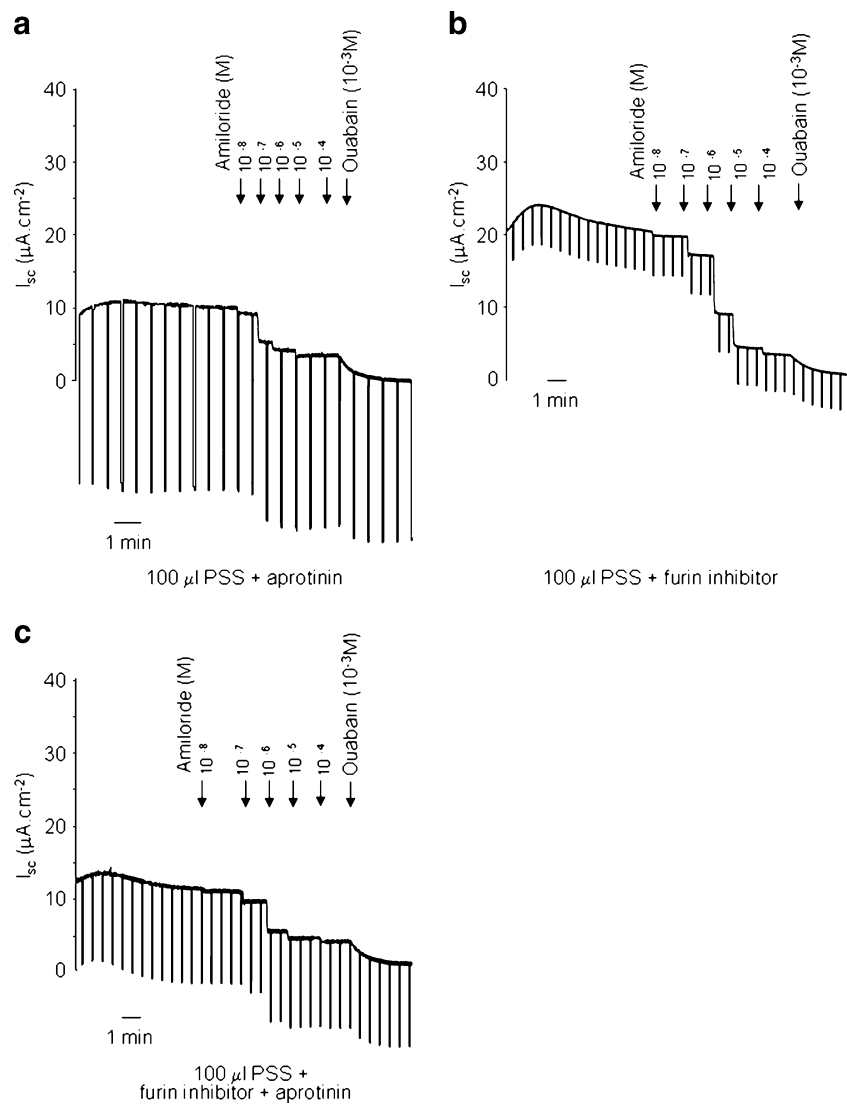 a
Amiloride (M)
10⁻⁸
10⁻⁷
10⁻⁶
10⁻⁵
10⁻⁴
Ouabain (10⁻³M)
40
30
20
10
0
Isc (μA.cm⁻²)
1 min
100 μl PSS + aprotinin
b
Amiloride (M)
10⁻⁸
10⁻⁷
10⁻⁶
10⁻⁵
10⁻⁴
Ouabain (10⁻³M)
40
30
20
10
0
Isc (μA.cm⁻²)
1 min
100 μl PSS + furin inhibitor
c
Amiloride (M)
10⁻⁸
10⁻⁷
10⁻⁶
10⁻⁵
10⁻⁴
Ouabain (10⁻³M)
40
30
20
10
0
Isc (μA.cm⁻²)
1 min
100 μl PSS +
furin inhibitor + aprotinin